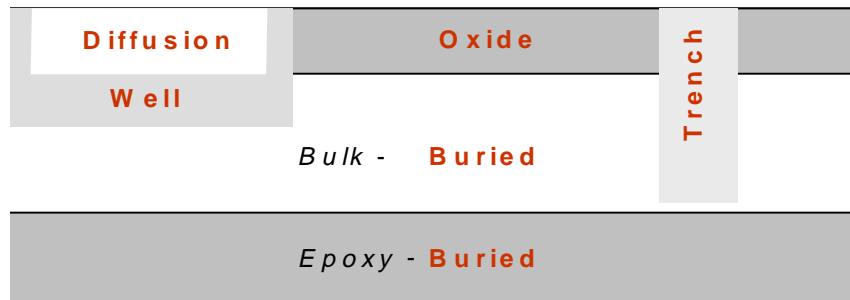 Diffusion
Oxide
Trench
Well
Bulk - Buried
Epoxy - Buried